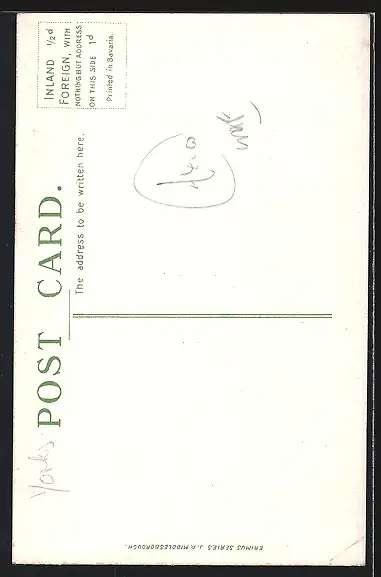 Yorks
POST CARD.
The address to be written here.
INLAND ½d
FOREIGN, WITH
NOTHING BUT ADDRESS
ON THIS SIDE 1d
Printed in Bavaria.
ERIMUS SERIES J. P. MIDDLESBOROUGH.